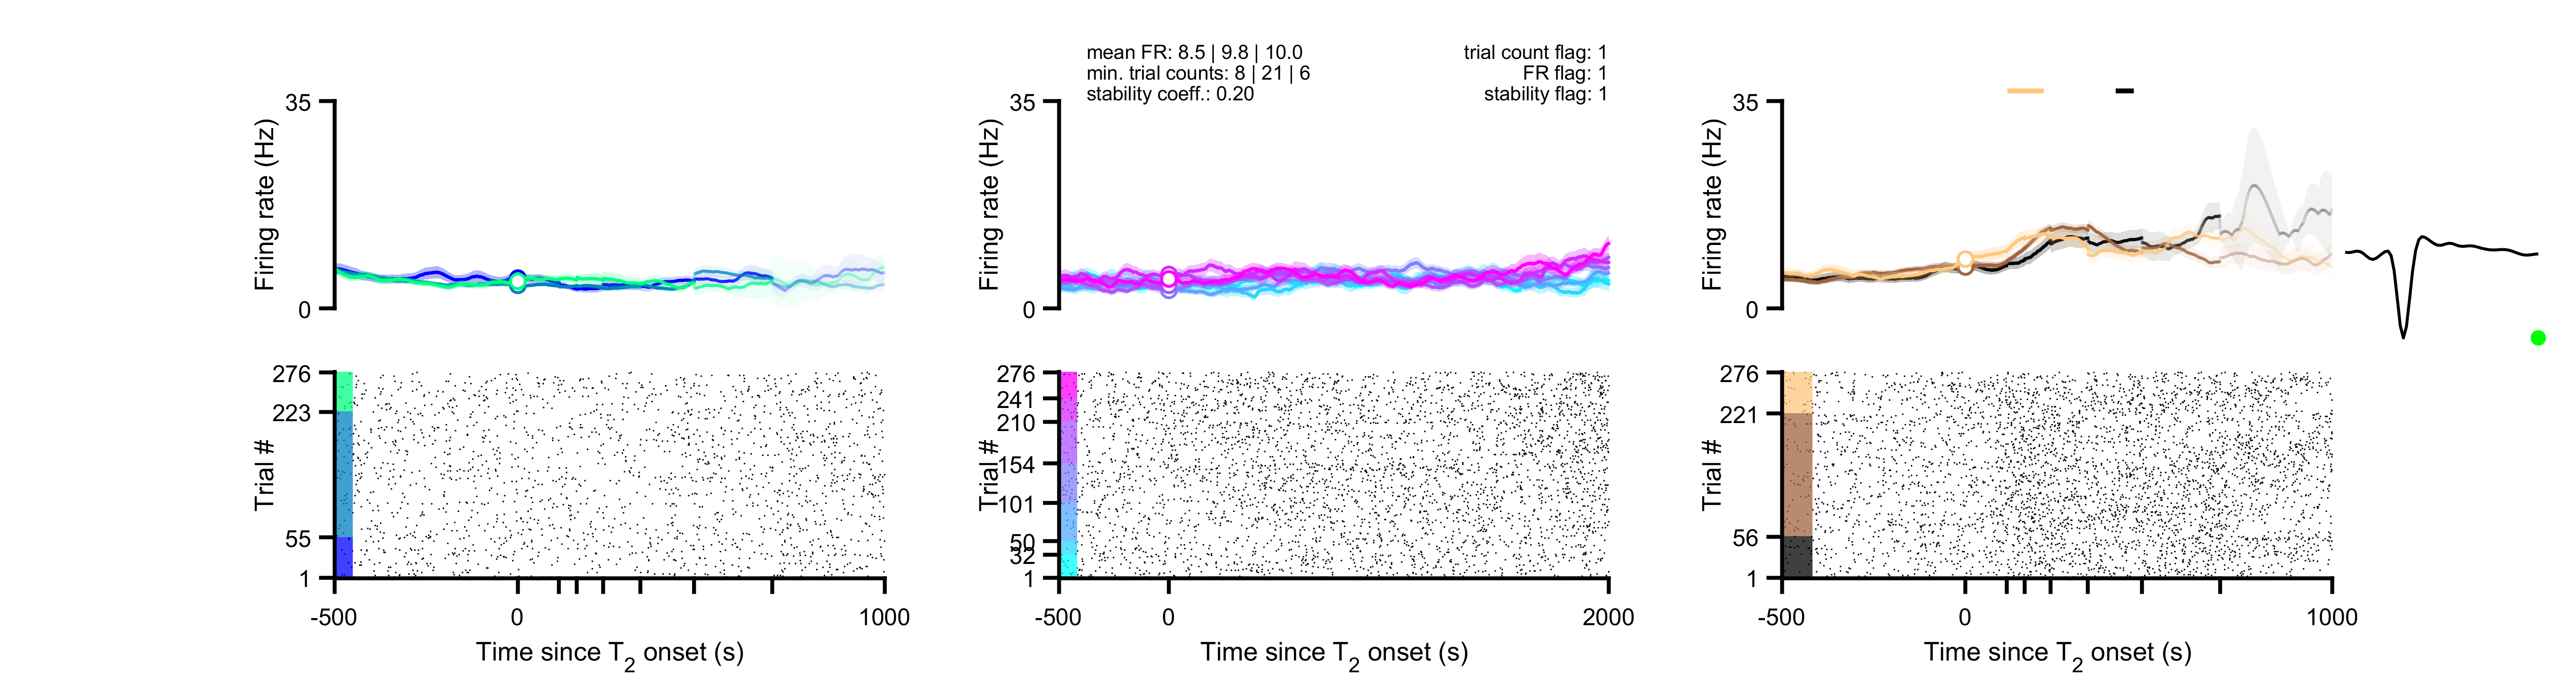 mean FR: 8.5 | 9.8 | 10.0
min. trial counts: 8 | 21 | 6
stability coeff.: 0.20
trial count flag: 1
FR flag: 1
stability flag: 1
35
Firing rate (Hz)
0
276
223
Trial #
55
1
-500
0
1000
Time since T2 onset (s)
35
Firing rate (Hz)
0
276
241
210
Trial #
154
101
50
32
1
-500
0
2000
Time since T2 onset (s)
35
Firing rate (Hz)
0
276
221
Trial #
56
1
-500
0
1000
Time since T2 onset (s)